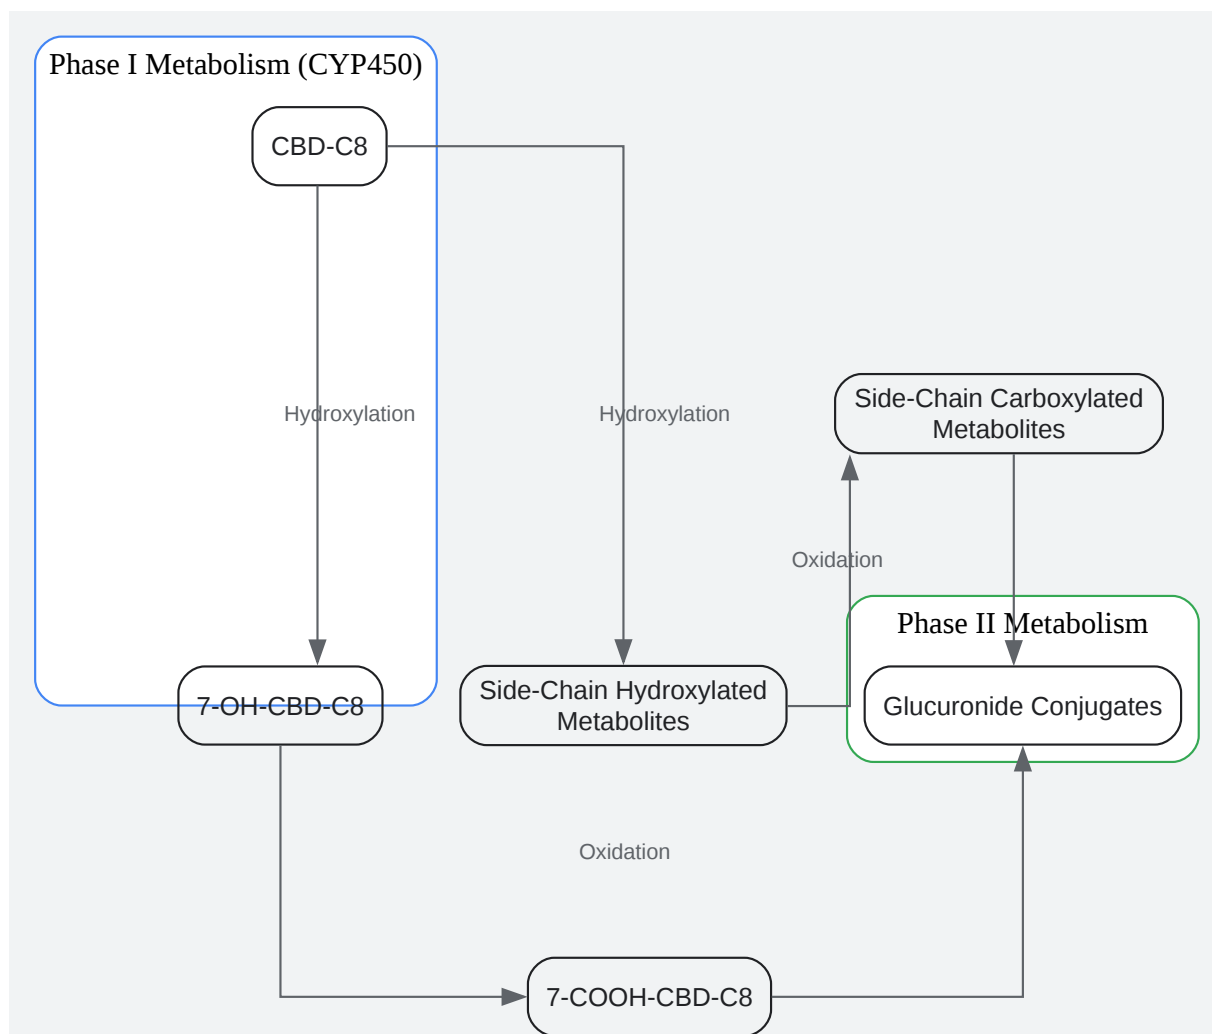 Phase I Metabolism (CYP450)
CBD-C8
Hydroxylation
Hydroxylation
Side-Chain Carboxylated
Metabolites
Oxidation
Phase II Metabolism
7-OH-CBD-C8
Side-Chain Hydroxylated
Metabolites
Glucuronide Conjugates
Oxidation
7-COOH-CBD-C8